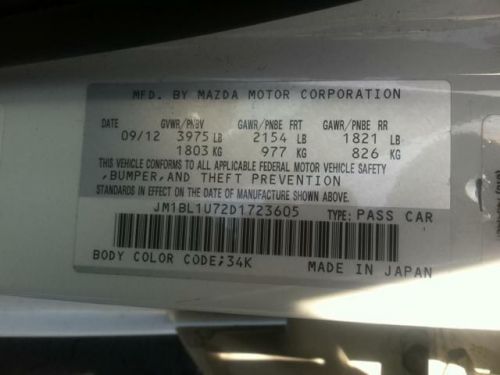 MFD. BY MAZDA MOTOR CORPORATION
DATE GVWR/PNBV GAWR/PNBE FRT GAWR/PNBE RR
09/12 3975 LB 2154 LB 1821 LB
1803 KG 977 KG 826 KG
THIS VEHICLE CONFORMS TO ALL APPLICABLE FEDERAL MOTOR VEHICLE SAFETY
,BUMPER,AND THEFT PREVENTION
STANDARDS IN EFFECT ON THE DATE OF MANUFACTURE SHOWN ABOVE.
JM1BL1U72D1723605 TYPE: PASS CAR
BODY COLOR CODE;34K MADE IN JAPAN